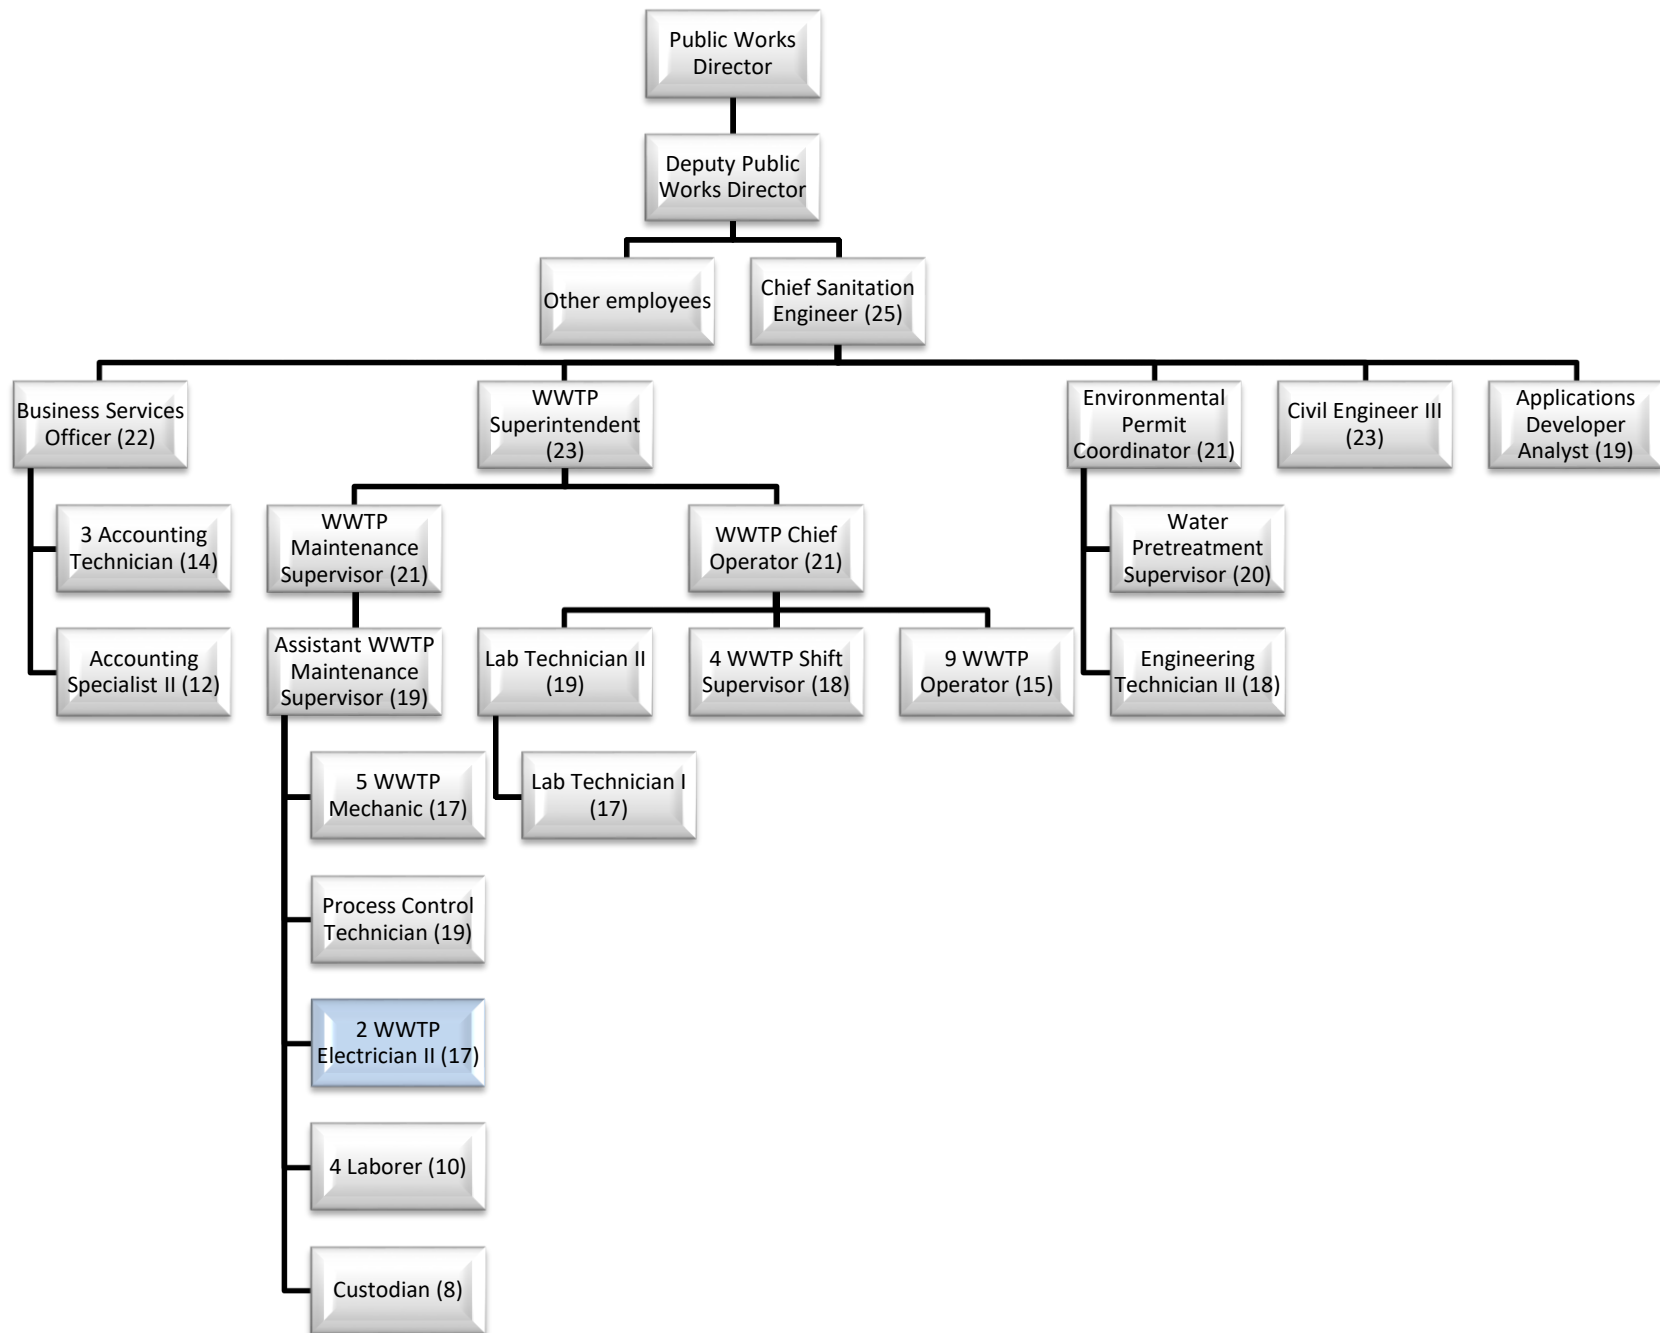 Public Works
Director
Deputy Public
Works Director
Other employees
Chief Sanitation
Engineer (25)
Business Services
Officer (22)
WWTP
Superintendent
(23)
Environmental
Permit
Coordinator (21)
Civil Engineer III
(23)
Applications
Developer
Analyst (19)
3 Accounting
Technician (14)
WWTP
Maintenance
Supervisor (21)
WWTP Chief
Operator (21)
Water
Pretreatment
Supervisor (20)
Accounting
Specialist II (12)
Assistant WWTP
Maintenance
Supervisor (19)
Lab Technician II
(19)
4 WWTP Shift
Supervisor (18)
9 WWTP
Operator (15)
Engineering
Technician II (18)
5 WWTP
Mechanic (17)
Lab Technician I
(17)
Process Control
Technician (19)
2 WWTP
Electrician II (17)
4 Laborer (10)
Custodian (8)